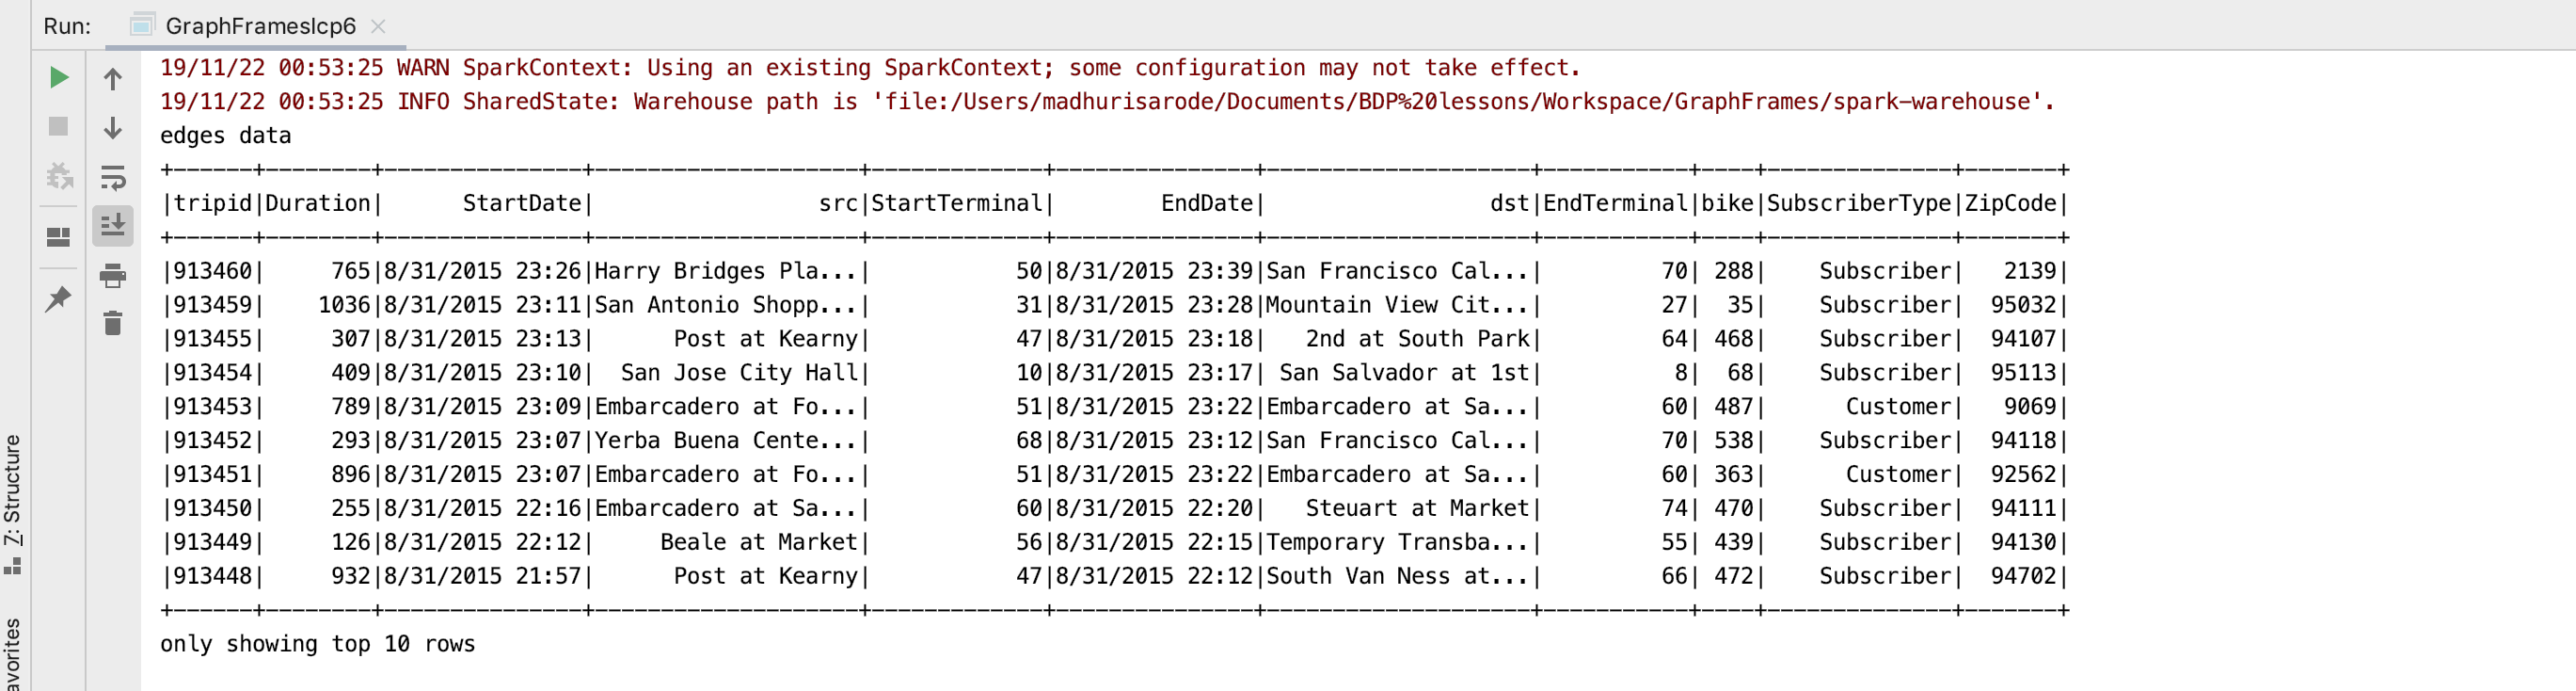 Run: GraphFramesIcp6
19/11/22 00:53:25 WARN SparkContext: Using an existing SparkContext; some configuration may not take effect.
19/11/22 00:53:25 INFO SharedState: Warehouse path is 'file:/Users/madhurisarode/Documents/BDP%20lessons/Workspace/GraphFrames/spark-warehouse'.
edges data
+------+--------+---------------+--------------------+-------------+---------------+--------------------+-----------+----+--------------+-------+
|tripid|Duration|      StartDate|                 src|StartTerminal|        EndDate|                 dst|EndTerminal|bike|SubscriberType|ZipCode|
+------+--------+---------------+--------------------+-------------+---------------+--------------------+-----------+----+--------------+-------+
|913460|     765|8/31/2015 23:26|Harry Bridges Pla...|           50|8/31/2015 23:39|San Francisco Cal...|         70| 288|    Subscriber|   2139|
|913459|    1036|8/31/2015 23:11|San Antonio Shopp...|           31|8/31/2015 23:28|Mountain View Cit...|         27|  35|    Subscriber|  95032|
|913455|     307|8/31/2015 23:13|      Post at Kearny|           47|8/31/2015 23:18|   2nd at South Park|         64| 468|    Subscriber|  94107|
|913454|     409|8/31/2015 23:10|  San Jose City Hall|           10|8/31/2015 23:17| San Salvador at 1st|          8|  68|    Subscriber|  95113|
|913453|     789|8/31/2015 23:09|Embarcadero at Fo...|           51|8/31/2015 23:22|Embarcadero at Sa...|         60| 487|      Customer|   9069|
|913452|     293|8/31/2015 23:07|Yerba Buena Cente...|           68|8/31/2015 23:12|San Francisco Cal...|         70| 538|    Subscriber|  94118|
|913451|     896|8/31/2015 23:07|Embarcadero at Fo...|           51|8/31/2015 23:22|Embarcadero at Sa...|         60| 363|      Customer|  92562|
|913450|     255|8/31/2015 22:16|Embarcadero at Sa...|           60|8/31/2015 22:20|   Steuart at Market|         74| 470|    Subscriber|  94111|
|913449|     126|8/31/2015 22:12|     Beale at Market|           56|8/31/2015 22:15|Temporary Transba...|         55| 439|    Subscriber|  94130|
|913448|     932|8/31/2015 21:57|      Post at Kearny|           47|8/31/2015 22:12|South Van Ness at...|         66| 472|    Subscriber|  94702|
+------+--------+---------------+--------------------+-------------+---------------+--------------------+-----------+----+--------------+-------+
only showing top 10 rows
7: Structure
avorites